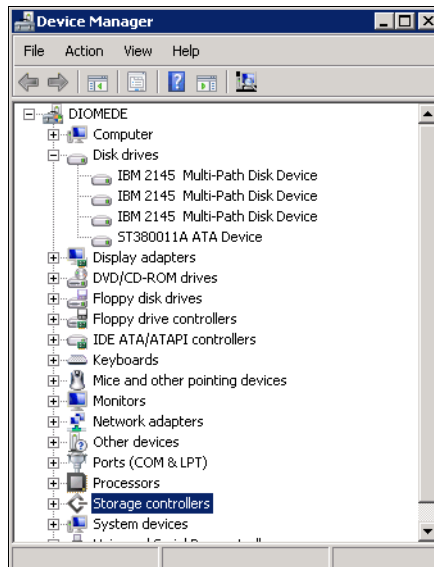 Device Manager
File Action View Help
DIOMEDE
Computer
Disk drives
IBM 2145 Multi-Path Disk Device
IBM 2145 Multi-Path Disk Device
IBM 2145 Multi-Path Disk Device
ST380011A ATA Device
Display adapters
DVD/CD-ROM drives
Floppy disk drives
Floppy drive controllers
IDE ATA/ATAPI controllers
Keyboards
Mice and other pointing devices
Monitors
Network adapters
Other devices
Ports (COM & LPT)
Processors
Storage controllers
System devices